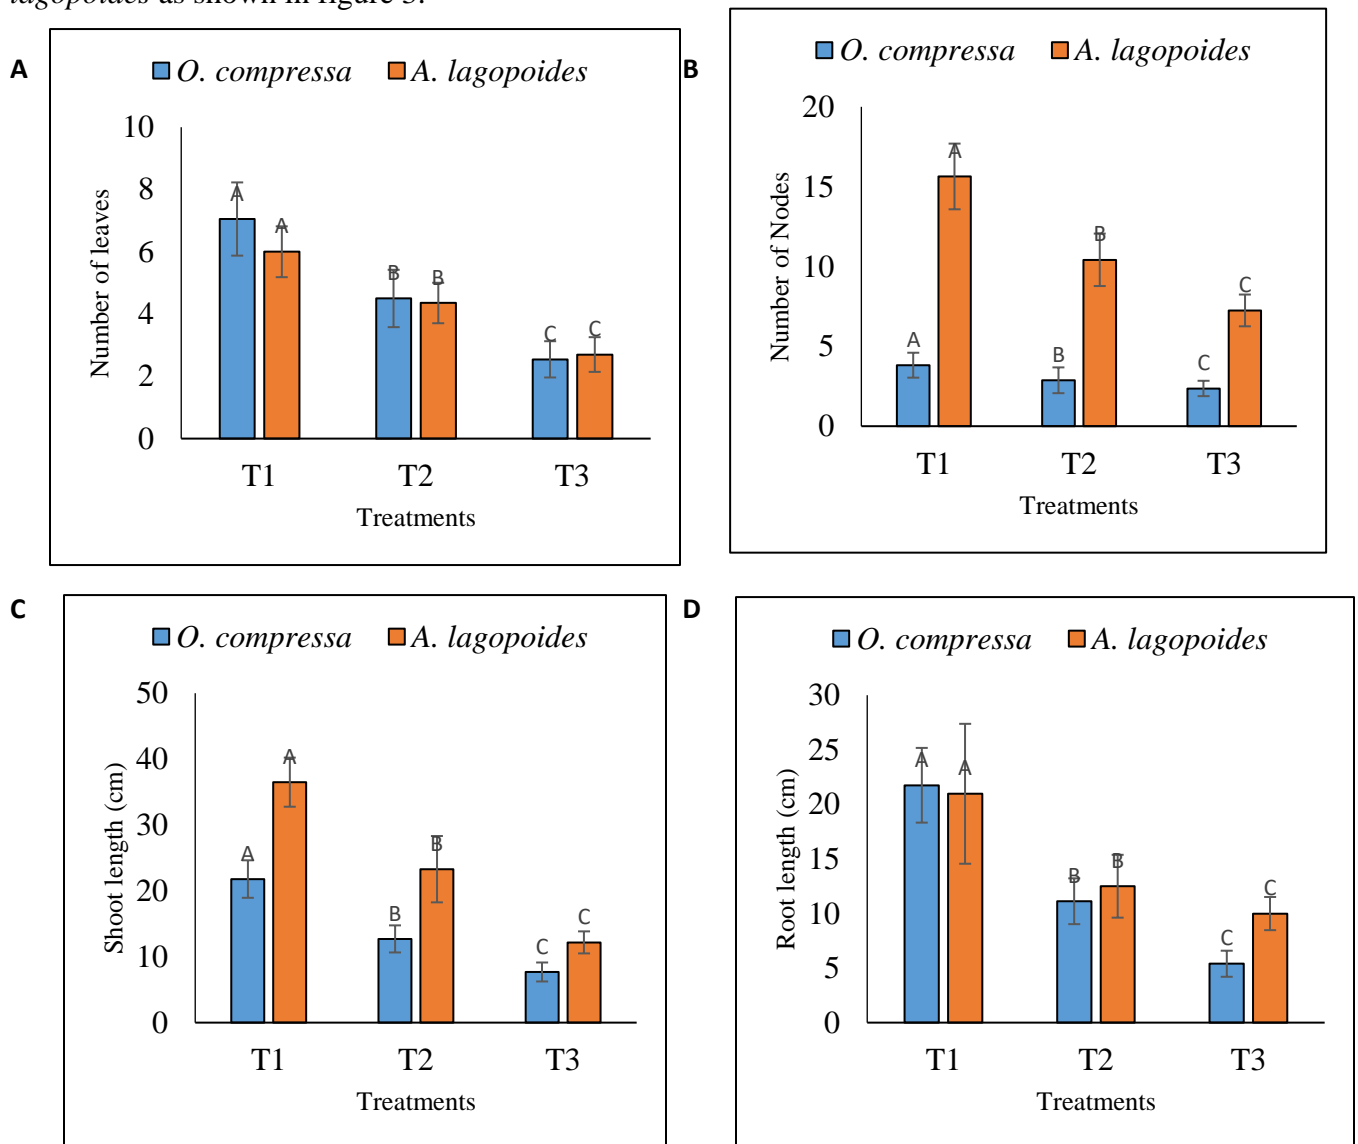 lagopoides as shown in figure 3.
A
O. compressa A. lagopoides
Number of leaves
10
8
6
4
2
0
A
A
B
B
C
C
T1 T2 T3
Treatments
B
O. compressa A. lagopoides
Number of Nodes
20
15
10
5
0
A
A
B
B
C
C
T1 T2 T3
Treatments
C
O. compressa A. lagopoides
Shoot length (cm)
50
40
30
20
10
0
A
A
B
B
C
C
T1 T2 T3
Treatments
D
O. compressa A. lagopoides
Root length (cm)
30
25
20
15
10
5
0
A
A
B
B
C
C
T1 T2 T3
Treatments